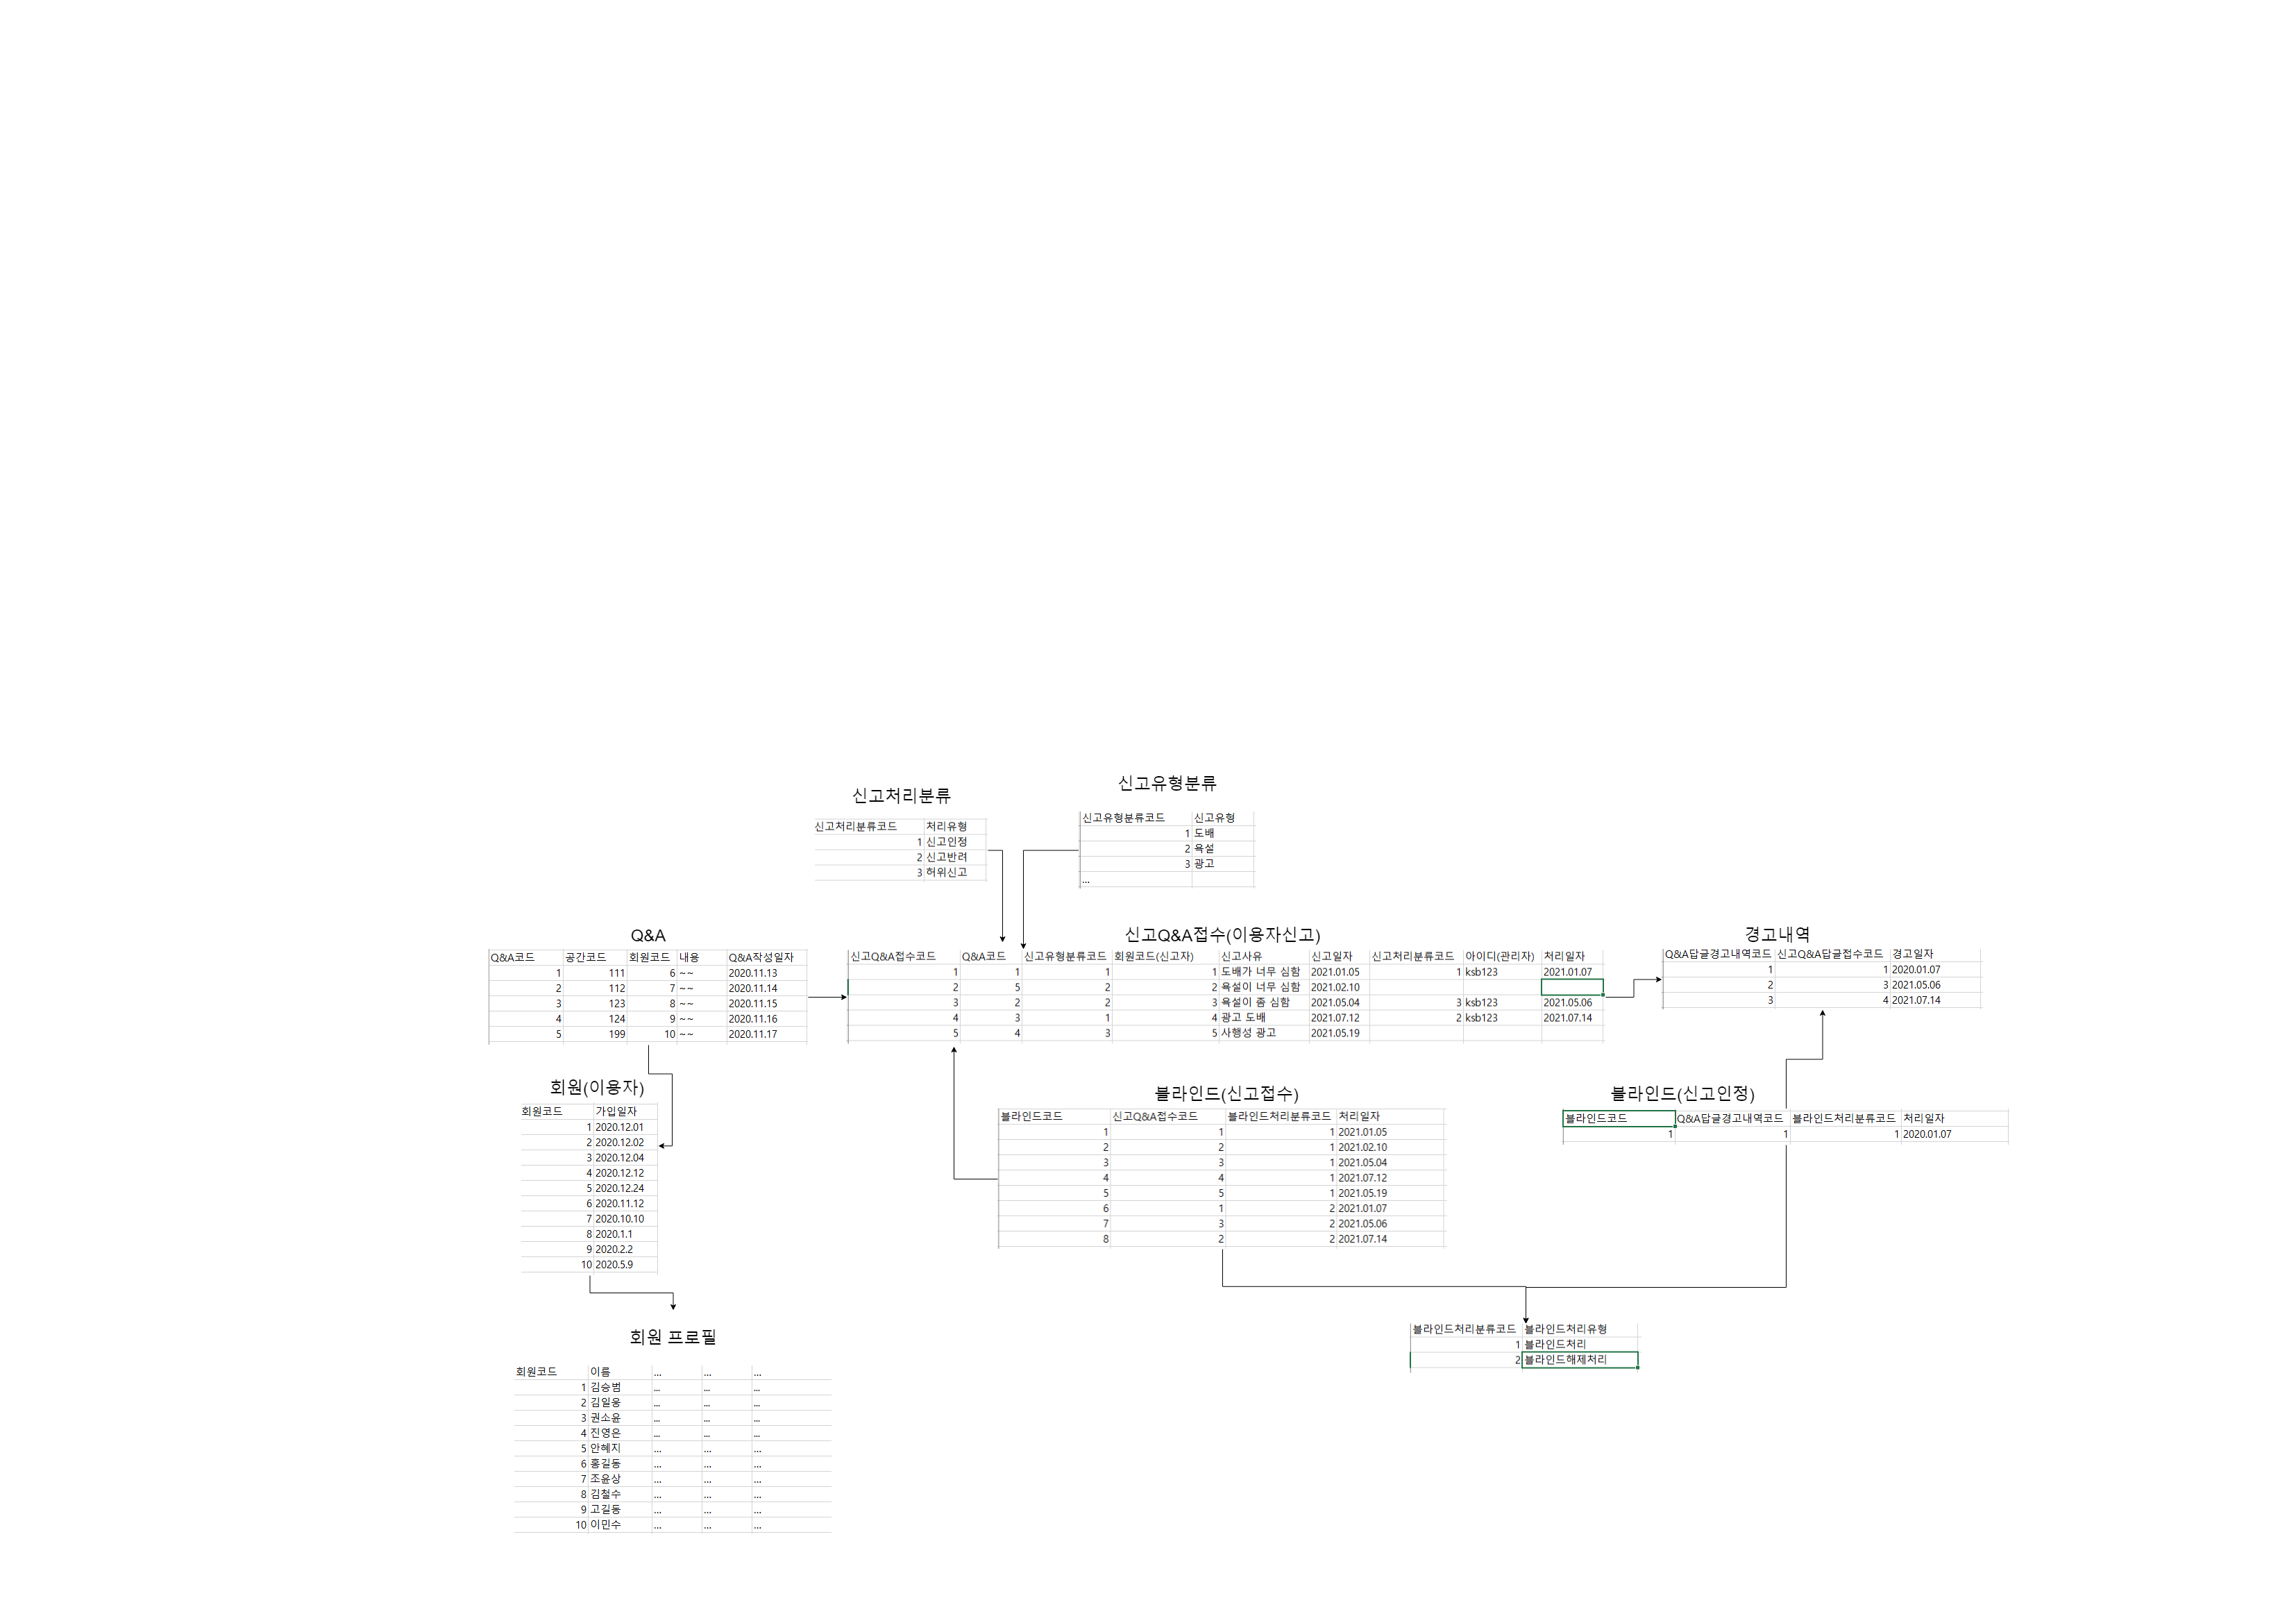 신고유형분류
신고유형분류코드 신고유형
1 도배
2 욕설
3 광고
...
신고처리분류
신고처리분류코드 처리유형
1 신고인정
2 신고반려
3 허위신고
Q&A
Q&A코드 공간코드 회원코드 내용 Q&A작성일자
1 111 6 ~~ 2020.11.13
2 112 7 ~~ 2020.11.14
3 123 8 ~~ 2020.11.15
4 124 9 ~~ 2020.11.16
5 199 10 ~~ 2020.11.17
신고Q&A접수(이용자신고)
신고Q&A접수코드 Q&A코드 신고유형분류코드 회원코드(신고자) 신고사유 신고일자 신고처리분류코드 아이디(관리자) 처리일자
1 1 1 1 도배가 너무 심함 2021.01.05 1 ksb123 2021.01.07
2 5 2 2 욕설이 너무 심함 2021.02.10
3 2 2 3 욕설이 좀 심함 2021.05.04 3 ksb123 2021.05.06
4 3 1 4 광고 도배 2021.07.12 2 ksb123 2021.07.14
5 4 3 5 사행성 광고 2021.05.19
경고내역
Q&A답글경고내역코드 신고Q&A답글접수코드 경고일자
1 1 2020.01.07
2 3 2021.05.06
3 4 2021.07.14
회원(이용자)
회원코드 가입일자
1 2020.12.01
2 2020.12.02
3 2020.12.04
4 2020.12.12
5 2020.12.24
6 2020.11.12
7 2020.10.10
8 2020.1.1
9 2020.2.2
10 2020.5.9
블라인드(신고접수)
블라인드코드 신고Q&A접수코드 블라인드처리분류코드 처리일자
1 1 1 2021.01.05
2 2 1 2021.02.10
3 3 1 2021.05.04
4 4 1 2021.07.12
5 5 1 2021.05.19
6 1 2 2021.01.07
7 3 2 2021.05.06
8 2 2 2021.07.14
블라인드(신고인정)
블라인드코드 Q&A답글경고내역코드 블라인드처리분류코드 처리일자
1 1 1 2020.01.07
블라인드처리분류코드 블라인드처리유형
1 블라인드처리
2 블라인드해제처리
회원 프로필
회원코드 이름 ... ... ...
1 김승범 ... ... ...
2 김일웅 ... ... ...
3 권소윤 ... ... ...
4 진영은 ... ... ...
5 안혜지 ... ... ...
6 홍길동 ... ... ...
7 조윤상 ... ... ...
8 김철수 ... ... ...
9 고길동 ... ... ...
10 이민수 ... ... ...